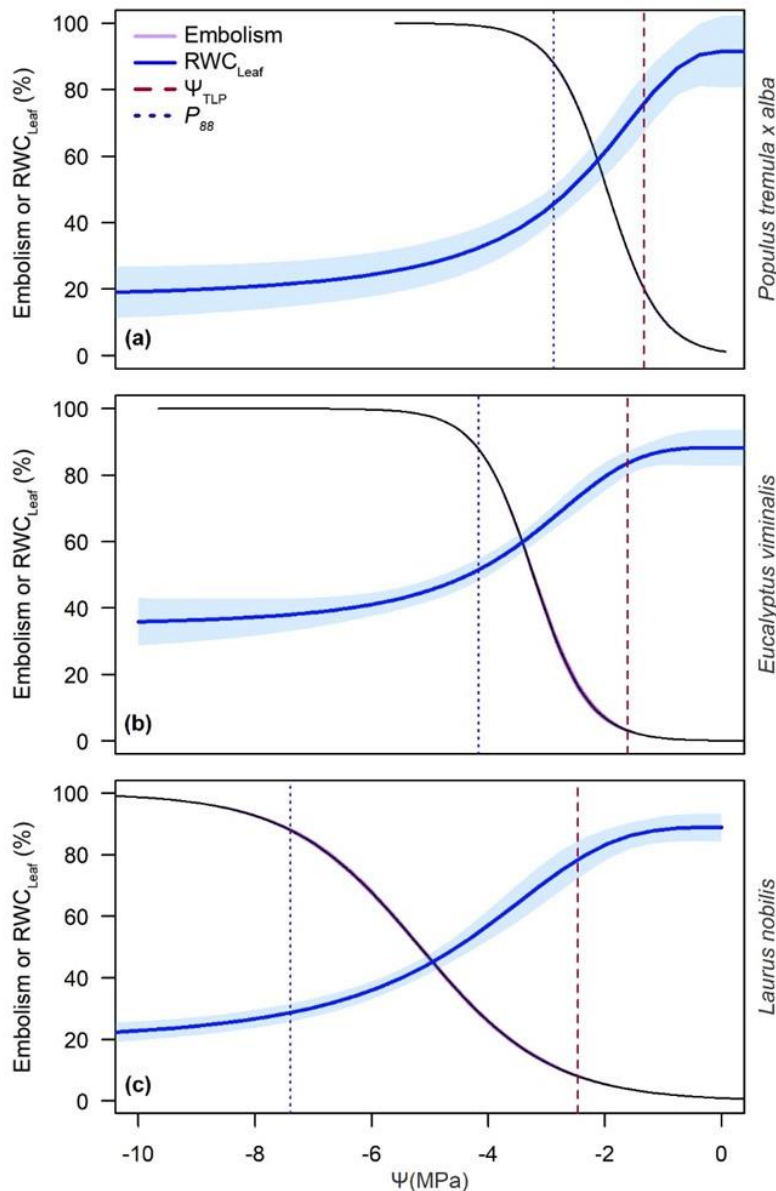 100
80
60
40
20
0
Embolism or RWC_Leaf (%)
Embolism
RWC_Leaf
Ψ_TLP
P_88
(a)
Populus tremula x alba
100
80
60
40
20
0
Embolism or RWC_Leaf (%)
(b)
Eucalyptus viminalis
100
80
60
40
20
0
Embolism or RWC_Leaf (%)
(c)
Laurus nobilis
-10 -8 -6 -4 -2 0
Ψ(MPa)